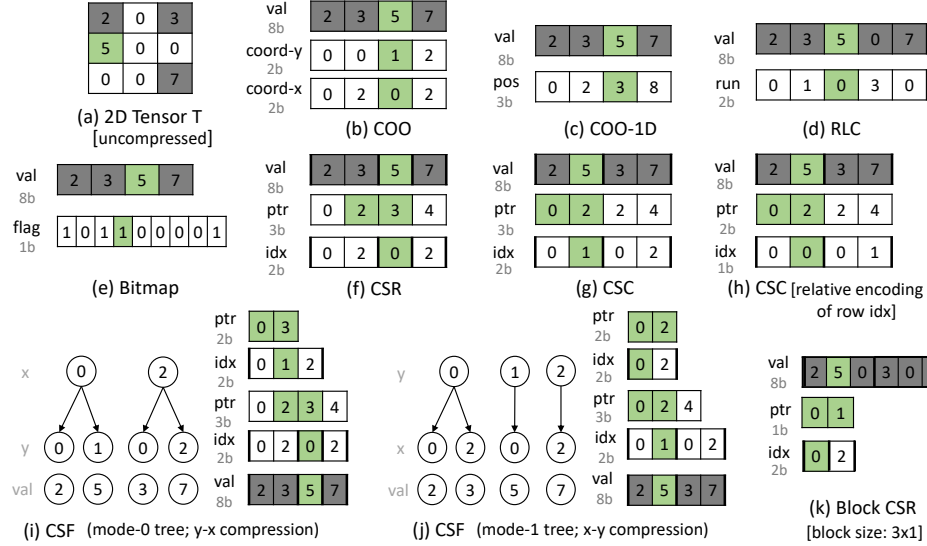 2 0 3
5 0 0
0 0 7
(a) 2D Tensor T
[uncompressed]
val 2 3 5 7
8b
coord-y 0 0 1 2
2b
coord-x 0 2 0 2
2b
(b) COO
val 2 3 5 7
8b
pos 0 2 3 8
3b
(c) COO-1D
val 2 3 5 0 7
8b
run 0 1 0 3 0
2b
(d) RLC
val 2 3 5 7
8b
flag 1 0 1 1 0 0 0 0 1
1b
(e) Bitmap
val 2 3 5 7
8b
ptr 0 2 3 4
3b
idx 0 2 0 2
2b
(f) CSR
val 2 5 3 7
8b
ptr 0 2 2 4
3b
idx 0 1 0 2
2b
(g) CSC
val 2 5 3 7
8b
ptr 0 2 2 4
2b
idx 0 0 0 1
1b
(h) CSC [relative encoding
of row idx]
x 0 2
y 0 1 0 2
val 2 5 3 7
ptr 0 3
2b
idx 0 1 2
2b
ptr 0 2 3 4
3b
idx 0 2 0 2
2b
val 2 3 5 7
8b
(i) CSF (mode-0 tree; y-x compression)
y 0 1 2
x 0 2 0 2
val 2 3 5 7
ptr 0 2
2b
idx 0 2
2b
ptr 0 2 4
3b
idx 0 1 0 2
2b
val 2 5 3 7
8b
(j) CSF (mode-1 tree; x-y compression)
val 2 5 0 3 0
8b
ptr 0 1
1b
idx 0 2
2b
(k) Block CSR
[block size: 3x1]